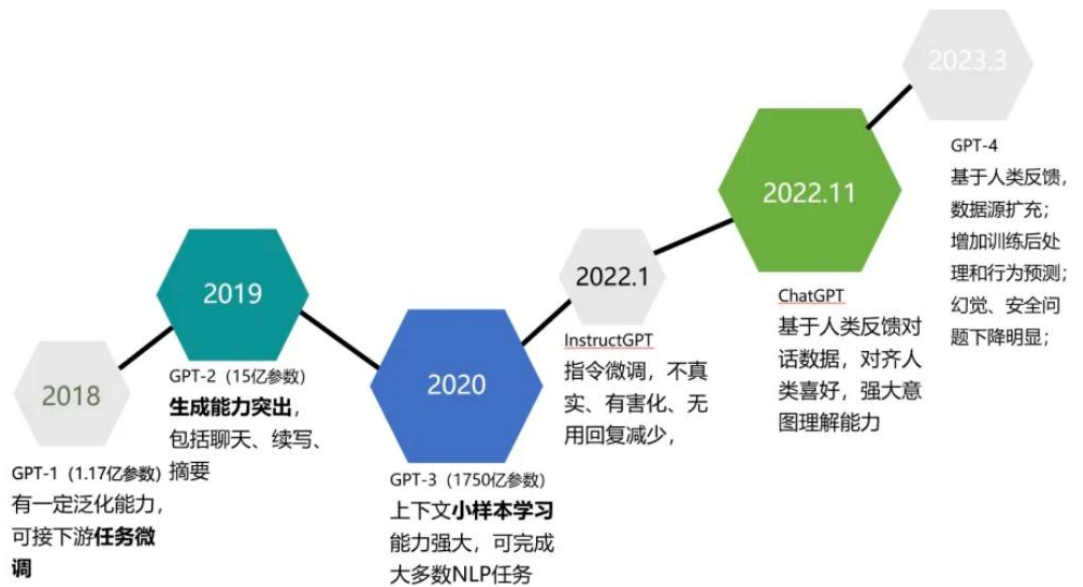 2018
GPT-1（1.17亿参数）
有一定泛化能力，
可接下游任务微
调
2019
GPT-2（15亿参数）
生成能力突出，
包括聊天、续写、
摘要
2020
GPT-3（1750亿参数）
上下文小样本学习
能力强大，可完成
大多数NLP任务
2022.1
InstructGPT
指令微调，不真
实、有害化、无
用回复减少，
2022.11
ChatGPT
基于人类反馈对
话数据，对齐人
类喜好，强大意
图理解能力
2023.3
GPT-4
基于人类反馈，
数据源扩充；
增加训练后处
理和行为预测；
幻觉、安全问
题下降明显；